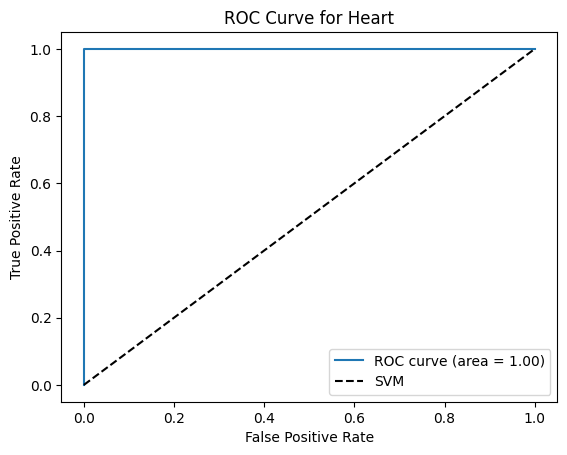 ROC Curve for Heart
True Positive Rate
1.0
0.8
0.6
0.4
0.2
0.0
ROC curve (area = 1.00)
SVM
0.0 0.2 0.4 0.6 0.8 1.0
False Positive Rate